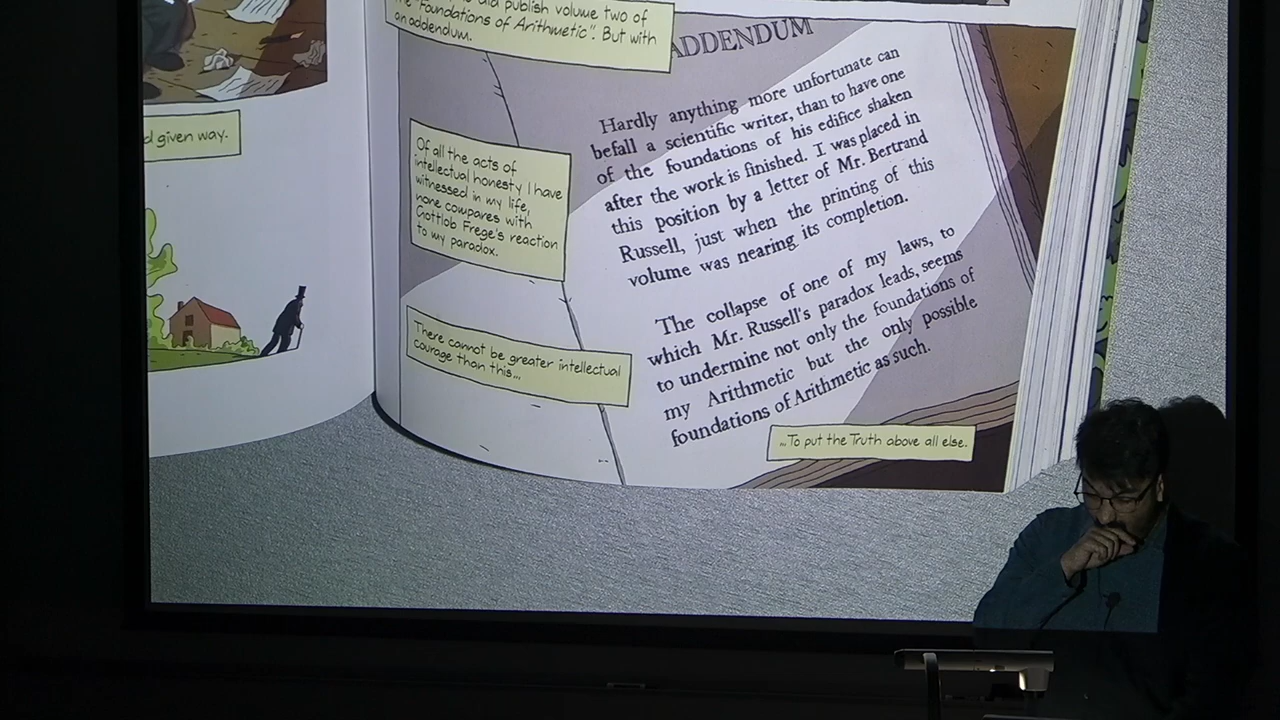 d given way.
did publish volume two of
"Foundations of Arithmetic". But with
an addendum.
ADDENDUM
Of all the acts of
intellectual honesty I have
witnessed in my life,
none compares with
Gottlob Frege's reaction
to my paradox.
There cannot be greater intellectual
courage than this...
Hardly anything more unfortunate can
befall a scientific writer, than to have one
of the foundations of his edifice shaken
after the work is finished. I was placed in
this position by a letter of Mr. Bertrand
Russell, just when the printing of this
volume was nearing its completion.
The collapse of one of my laws, to
which Mr. Russell's paradox leads, seems
to undermine not only the foundations of
my Arithmetic but the only possible
foundations of Arithmetic as such.
...To put the Truth above all else.